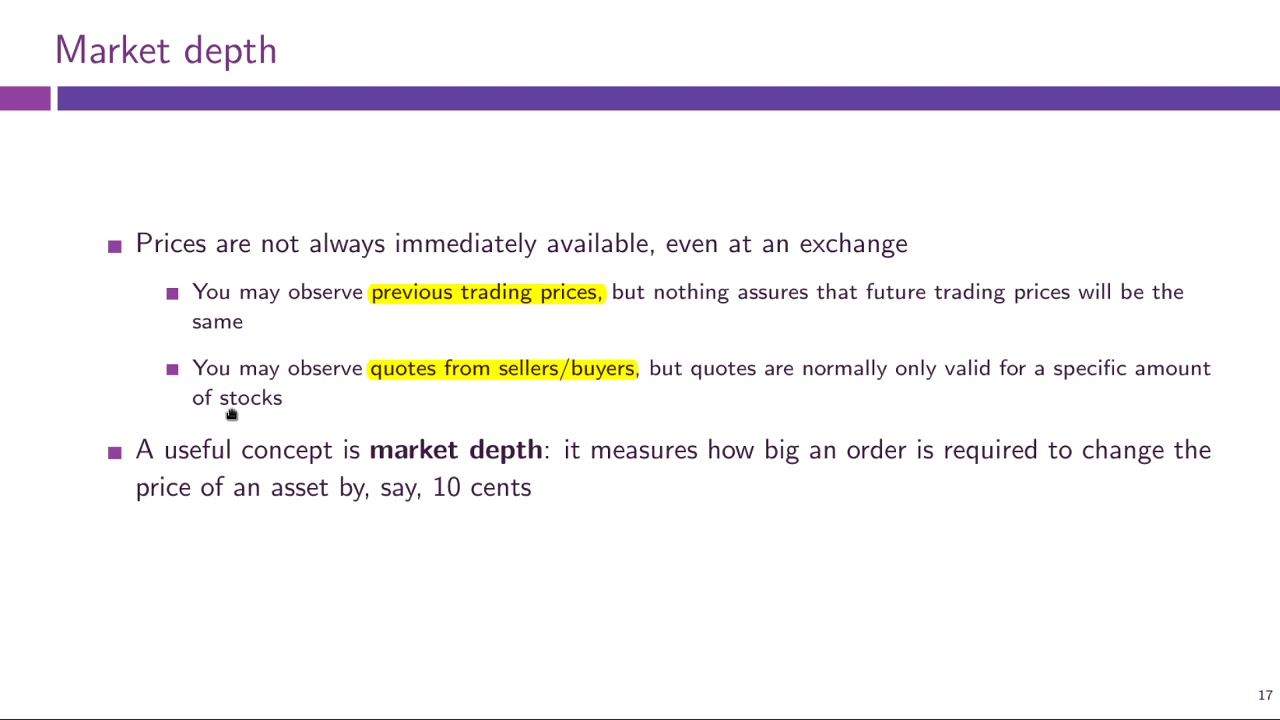 Market depth
Prices are not always immediately available, even at an exchange
You may observe previous trading prices, but nothing assures that future trading prices will be the
same
You may observe quotes from sellers/buyers, but quotes are normally only valid for a specific amount
of stocks
A useful concept is market depth: it measures how big an order is required to change the
price of an asset by, say, 10 cents
17